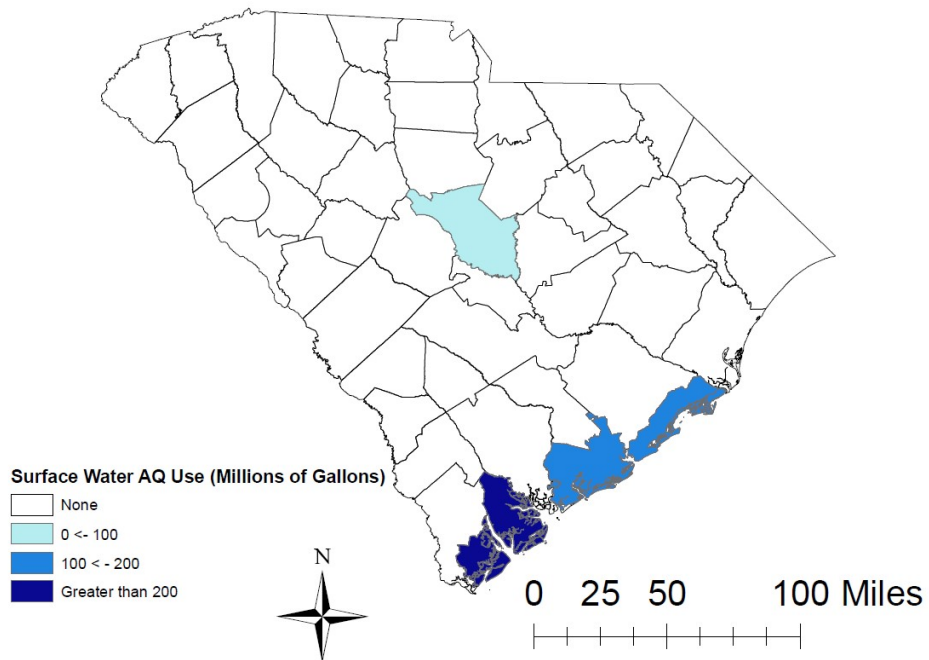 Surface Water AQ Use (Millions of Gallons)
None
0 <- 100
100 < - 200
Greater than 200
N
0 25 50 100 Miles